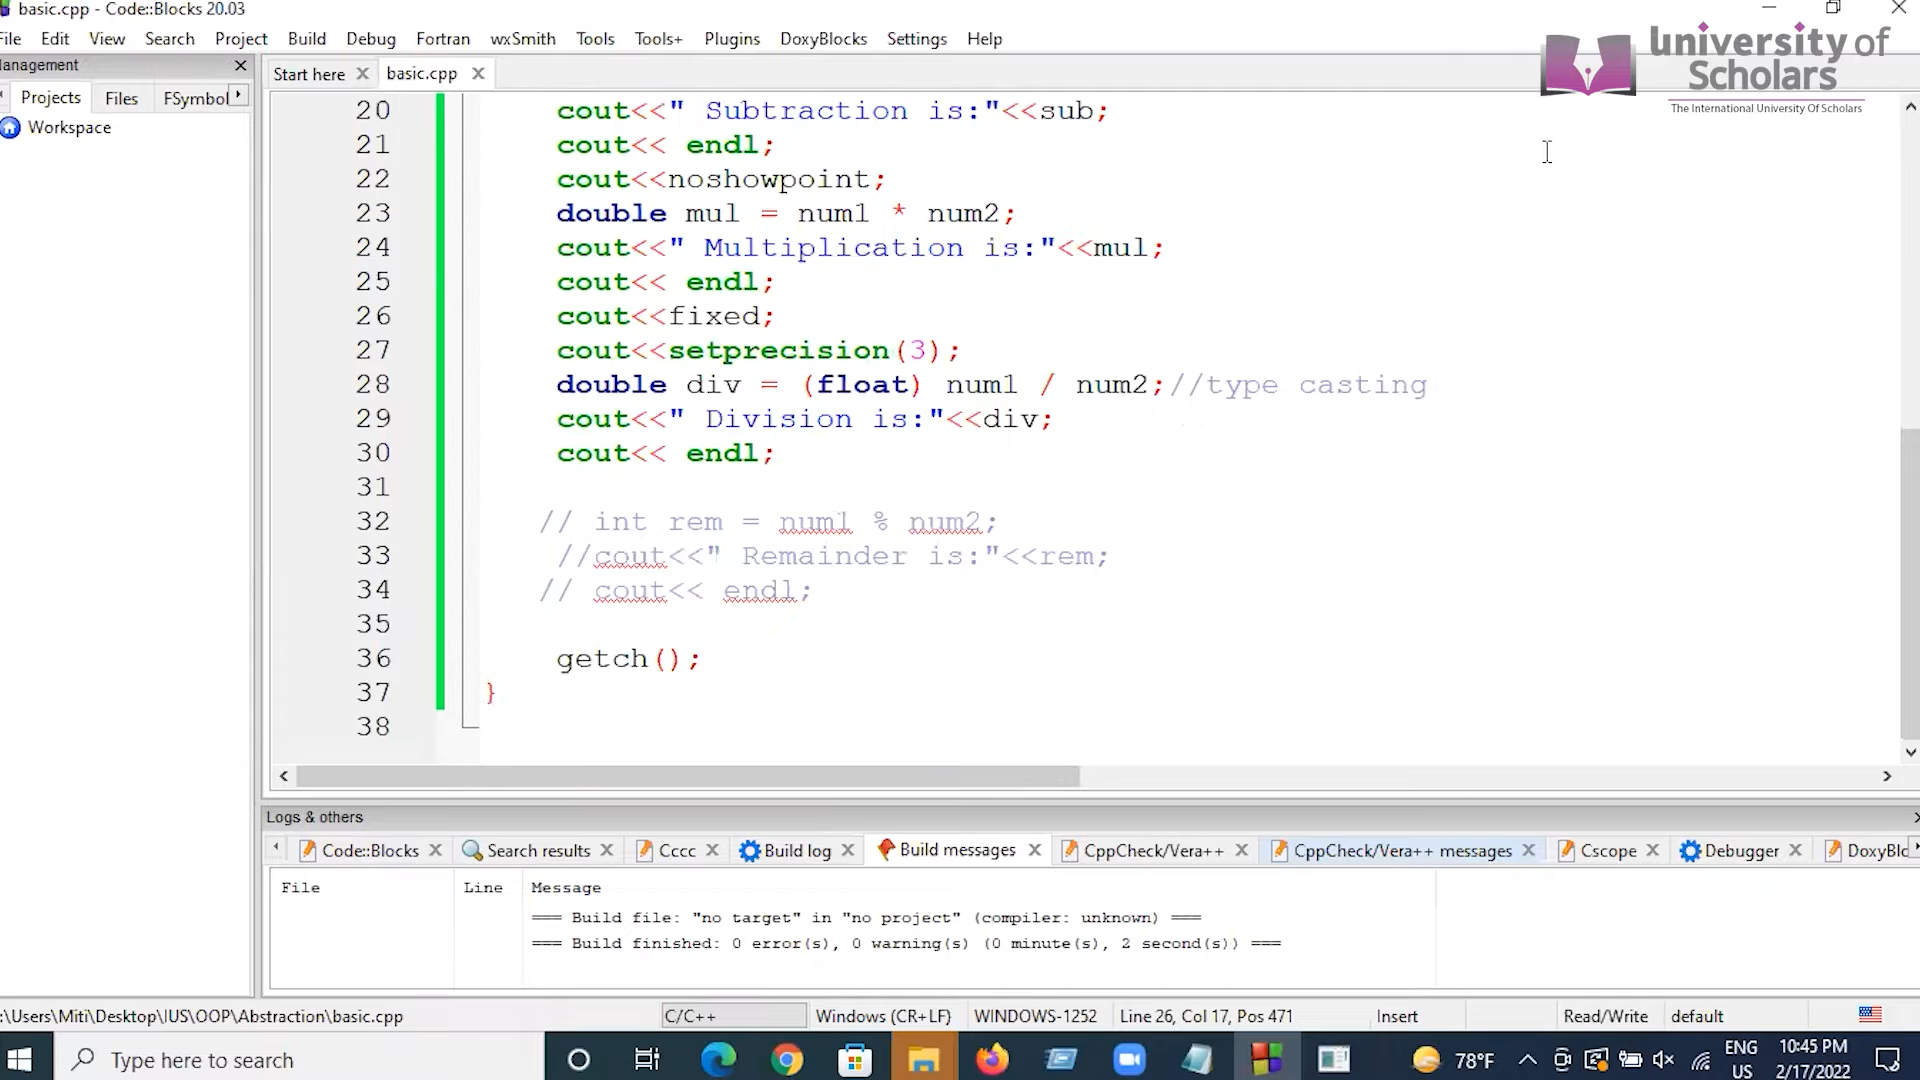 basic.cpp - Code::Blocks 20.03
File Edit View Search Project Build Debug Fortran wxSmith Tools Tools+ Plugins DoxyBlocks Settings Help
University of
Scholars
The International University Of Scholars
anagement
Projects Files FSymbol
Workspace
Start here basic.cpp
20 cout<<" Subtraction is:"<<sub;
21 cout<< endl;
22 cout<<noshowpoint;
23 double mul = num1 * num2;
24 cout<<" Multiplication is:"<<mul;
25 cout<< endl;
26 cout<<fixed;
27 cout<<setprecision(3);
28 double div = (float) num1 / num2;//type casting
29 cout<<" Division is:"<<div;
30 cout<< endl;
31
32 // int rem = num1 % num2;
33 //cout<<" Remainder is:"<<rem;
34 // cout<< endl;
35
36 getch();
37 }
38
Logs & others
Code::Blocks Search results Cccc Build log Build messages CppCheck/Vera++ CppCheck/Vera++ messages Cscope Debugger DoxyBlo
File Line Message
=== Build file: "no target" in "no project" (compiler: unknown) ===
=== Build finished: 0 error(s), 0 warning(s) (0 minute(s), 2 second(s)) ===
:\Users\Miti\Desktop\IUS\OOP\Abstraction\basic.cpp C/C++ Windows (CR+LF) WINDOWS-1252 Line 26, Col 17, Pos 471 Insert Read/Write default
Type here to search
78°F
ENG
US
10:45 PM
2/17/2022